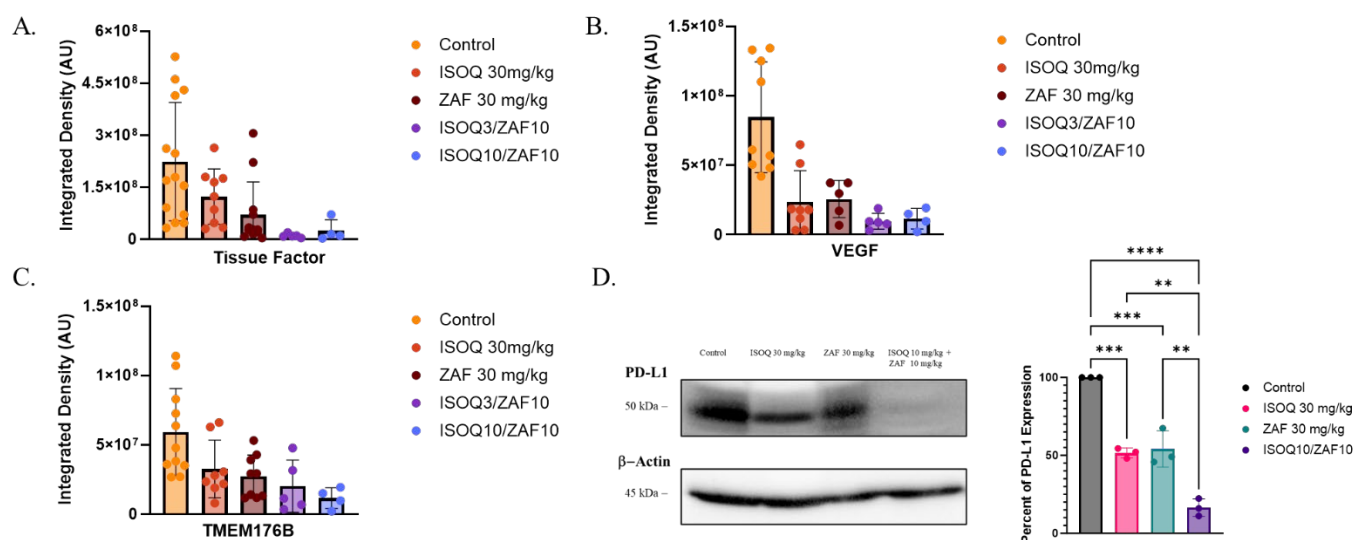 A.
Integrated Density (AU)
6×10⁸
4.5×10⁸
3×10⁸
1.5×10⁸
0
Tissue Factor
Control
ISOQ 30mg/kg
ZAF 30 mg/kg
ISOQ3/ZAF10
ISOQ10/ZAF10
B.
Integrated Density (AU)
1.5×10⁸
1×10⁸
5×10⁷
0
VEGF
Control
ISOQ 30mg/kg
ZAF 30 mg/kg
ISOQ3/ZAF10
ISOQ10/ZAF10
C.
Integrated Density (AU)
1.5×10⁸
1×10⁸
5×10⁷
0
TMEM176B
Control
ISOQ 30mg/kg
ZAF 30 mg/kg
ISOQ3/ZAF10
ISOQ10/ZAF10
D.
Control ISOQ 30 mg/kg ZAF 30 mg/kg ISOQ 10 mg/kg +
ZAF 10 mg/kg
PD-L1
50 kDa –
β–Actin
45 kDa –
****
**
***
*** **
Percent of PD-L1 Expression
100
50
0
Control
ISOQ 30 mg/kg
ZAF 30 mg/kg
ISOQ10/ZAF10